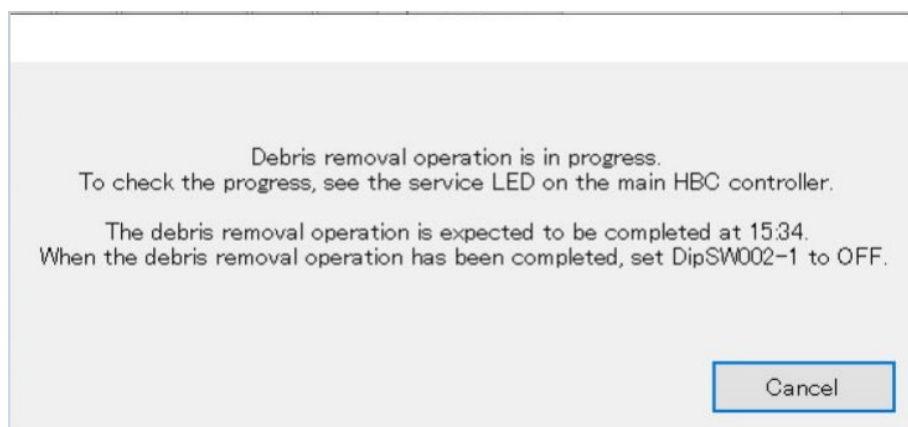 Debris removal operation is in progress.
To check the progress, see the service LED on the main HBC controller.
The debris removal operation is expected to be completed at 15:34.
When the debris removal operation has been completed, set DipSW002-1 to OFF.
Cancel